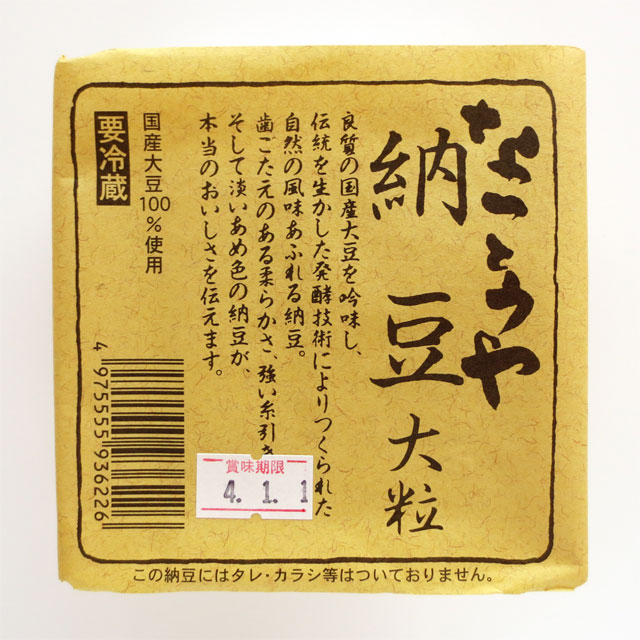 なっとうや
納豆大粒
良質の国産大豆を吟味し、
伝統を生かした発酵技術によりつくられた
自然の風味あふれる納豆。
歯ごたえのある柔らかさ、強い糸引き
そして淡いあめ色の納豆が、
本当のおいしさを伝えます。
国産大豆100%使用
要冷蔵
4975555936226
賞味期限
4. 1. 1
この納豆にはタレ・カラシ等はついておりません。